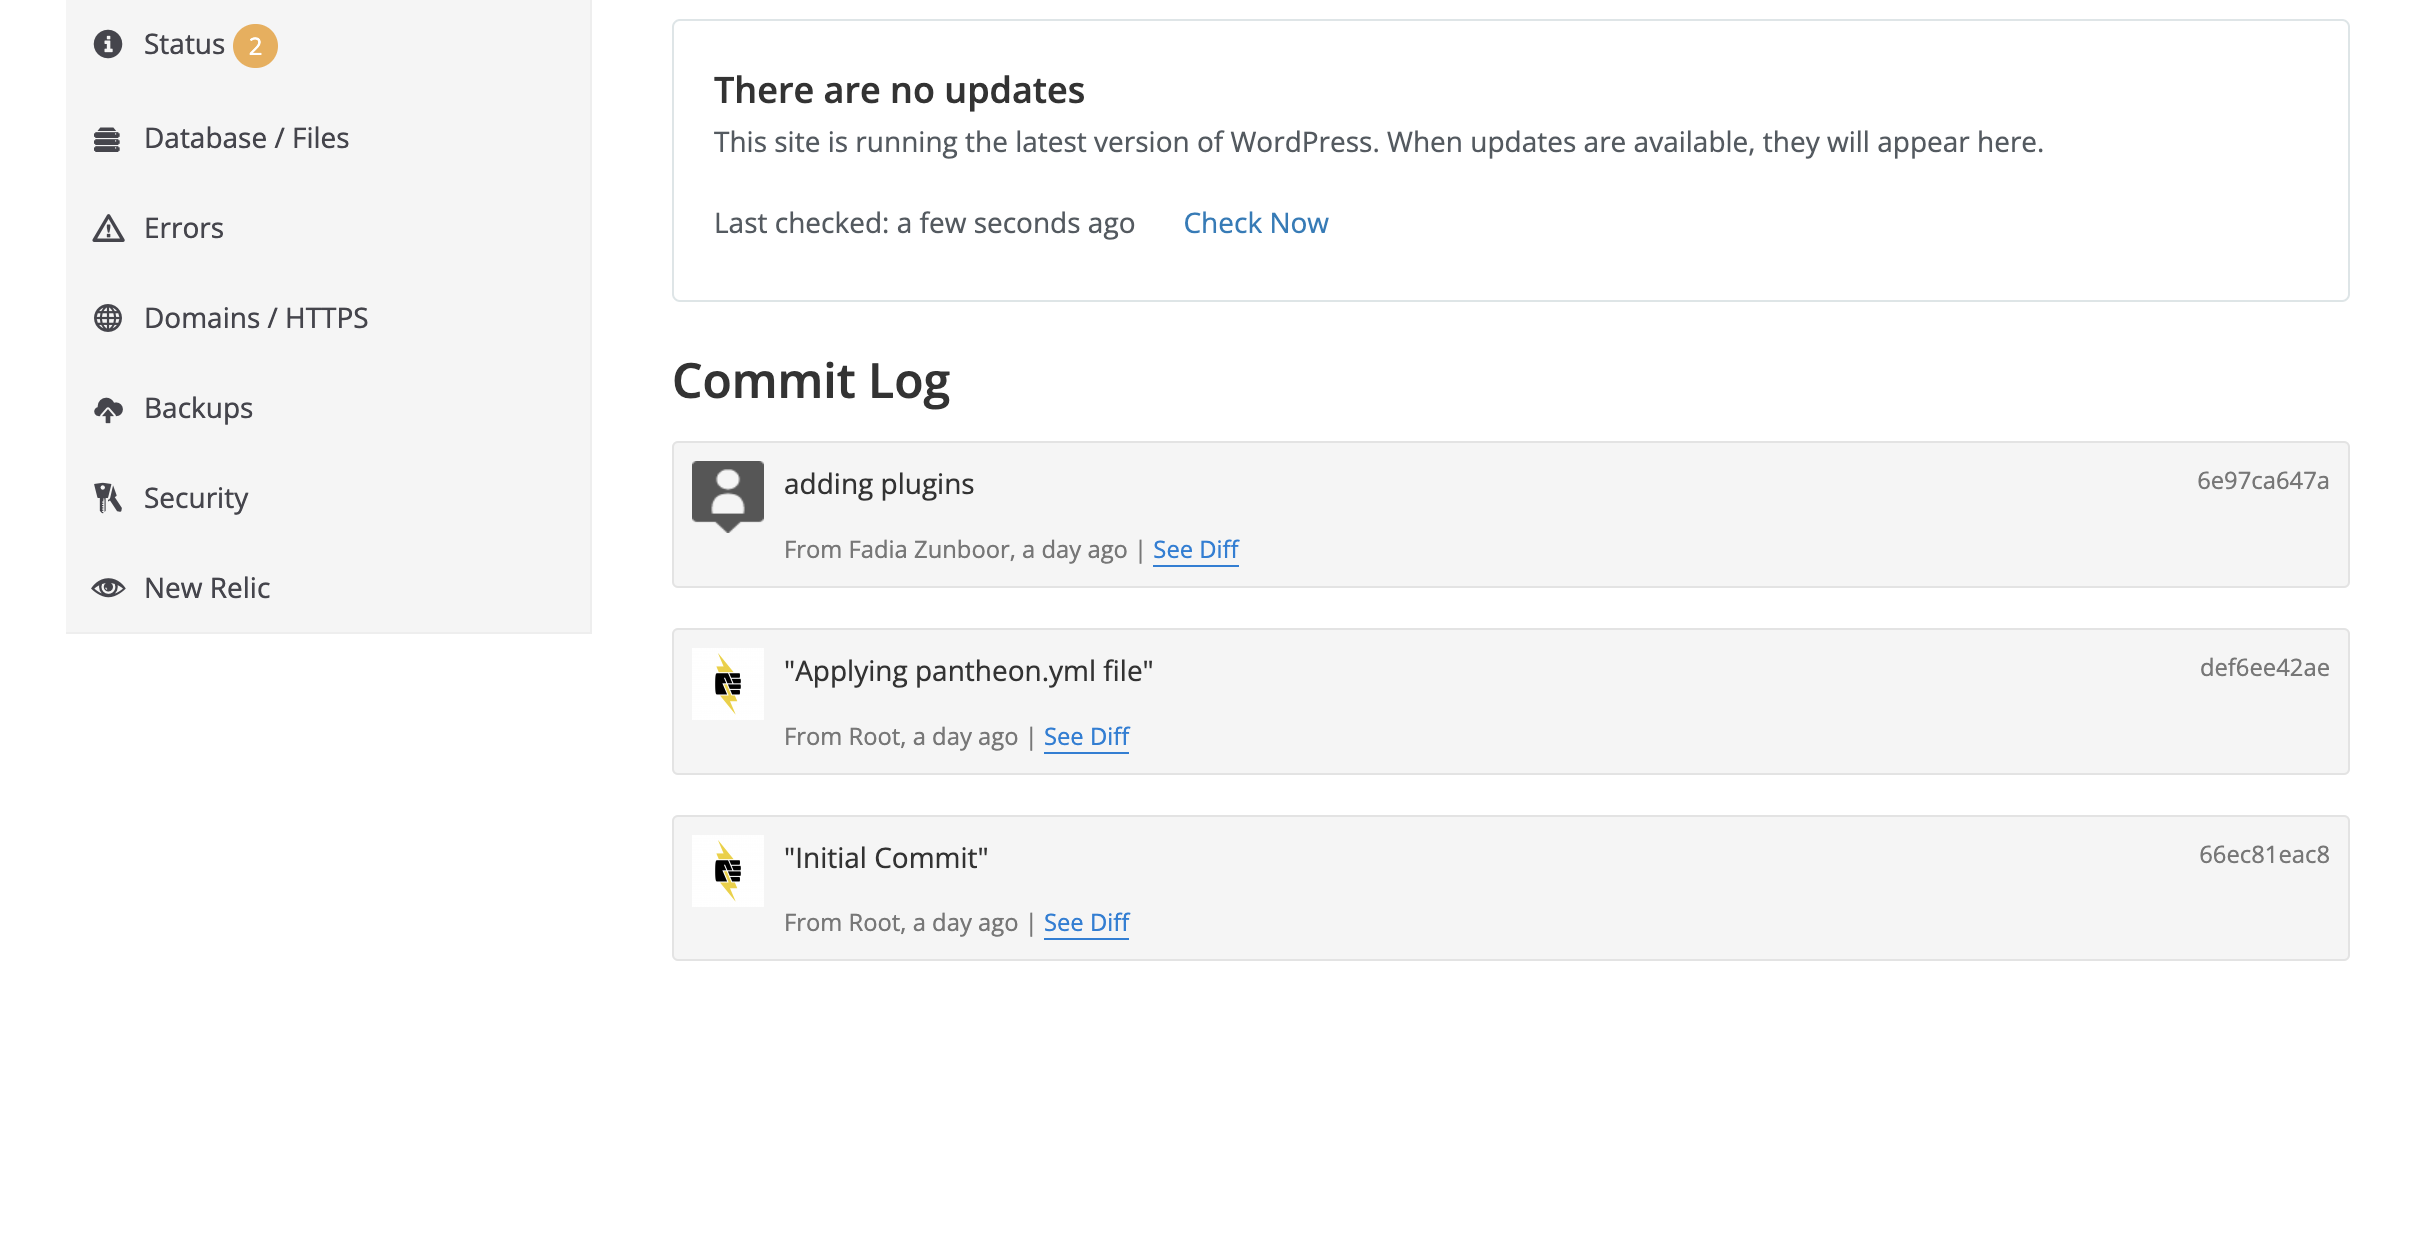 Status 2
Database / Files
Errors
Domains / HTTPS
Backups
Security
New Relic
There are no updates
This site is running the latest version of WordPress. When updates are available, they will appear here.
Last checked: a few seconds ago Check Now
Commit Log
adding plugins 6e97ca647a
From Fadia Zunboor, a day ago | See Diff
"Applying pantheon.yml file" def6ee42ae
From Root, a day ago | See Diff
"Initial Commit" 66ec81eac8
From Root, a day ago | See Diff